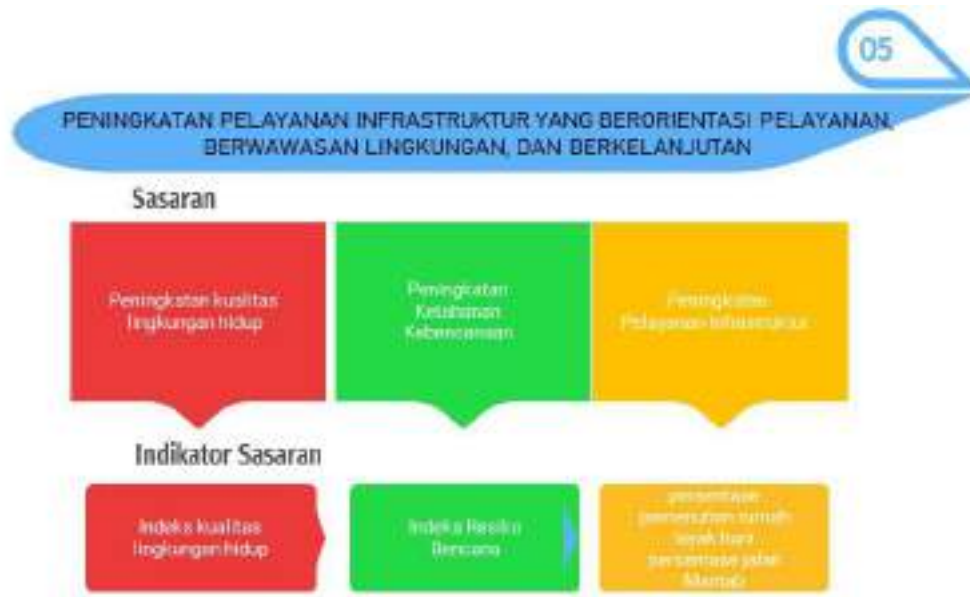 05
PENINGKATAN PELAYANAN INFRASTRUKTUR YANG BERORIENTASI PELAYANAN,
BERWAWASAN LINGKUNGAN, DAN BERKELANJUTAN
Sasaran
Peningkatan kualitas
lingkungan hidup
Peningkatan
Ketahanan
Kebencanaan
Peningkatan
Pelayanan Infrastruktur
Indikator Sasaran
Indeks kualitas
lingkungan hidup
Indeks Resiko
Bencana
persentase
pemenuhan rumah
layak huni
persentase jalan
Mantab